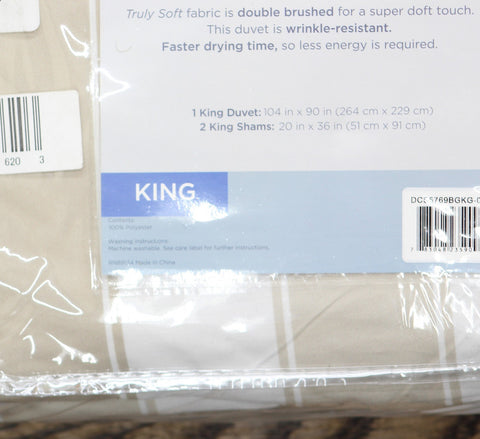 Truly Soft fabric is double brushed for a super doft touch.
This duvet is wrinkle-resistant.
Faster drying time, so less energy is required.
1 King Duvet: 104 in x 90 in (264 cm x 229 cm)
2 King Shams: 20 in x 36 in (51 cm x 91 cm)
620 3
KING
Contents:
100% Polyester
Washing Instructions:
Machine washable. See care label for further instructions.
Made in China